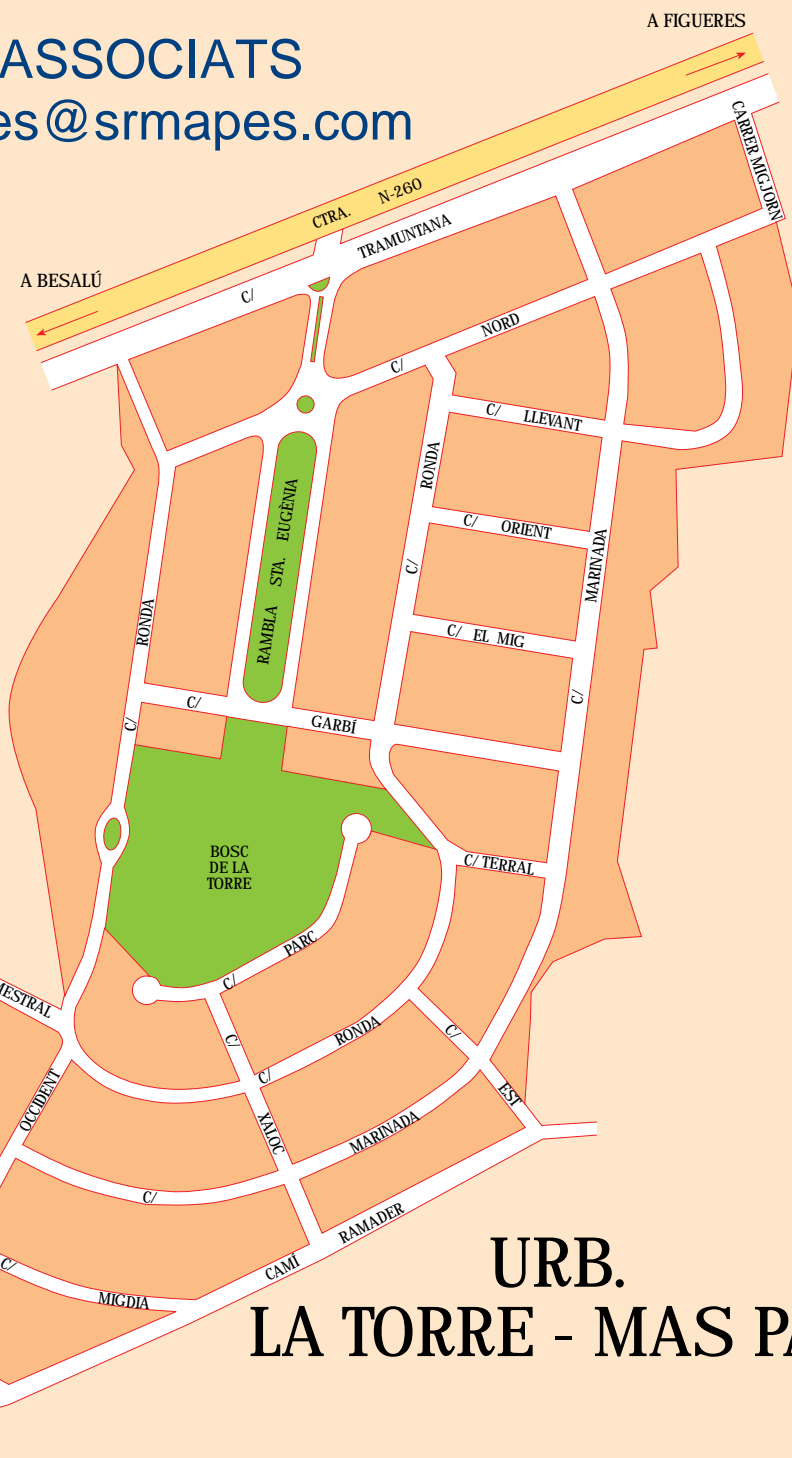 A FIGUERES
ASSOCIATS
es@srmapes.com
CARRER MIGJORN
CTRA. N-260
C/ TRAMUNTANA
A BESALÚ
C/ NORD
C/ LLEVANT
C/ RONDA
C/ ORIENT
RAMBLA STA. EUGÈNIA
C/ MARINADA
C/ RONDA
C/ EL MIG
C/ GARBÍ
BOSC
DE LA
TORRE
C/ TERRAL
C/ PARC
MESTRAL
C/ RONDA
C/ EST
OCCIDENT
C/ XALOC
C/ MARINADA
CAMÍ RAMADER
C/ MIGDIA
URB.
LA TORRE - MAS PA